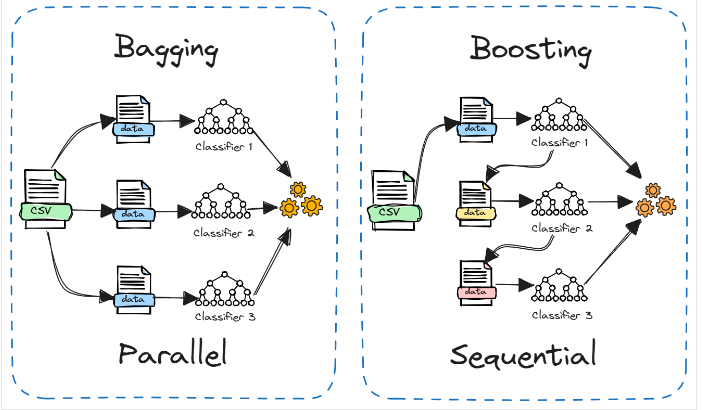 Bagging
data
Classifier 1
CSV
data
Classifier 2
data
Classifier 3
Parallel
Boosting
data
Classifier 1
CSV
data
Classifier 2
data
Classifier 3
Sequential